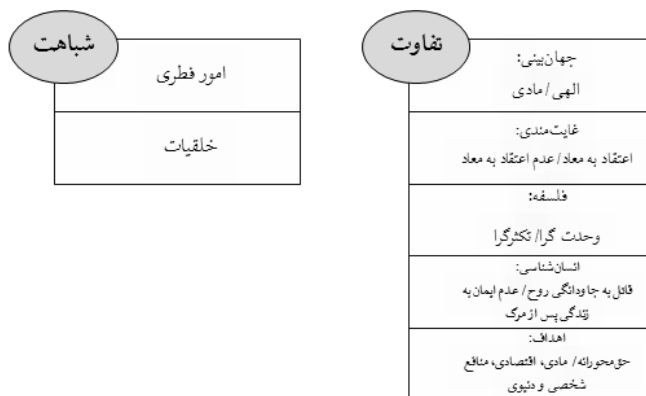 شباهت
امور فطری
خلقیات
تفاوت
جهان‌بینی:
الهی/ مادی
غایت‌مندی:
اعتقاد به معاد/ عدم اعتقاد به معاد
فلسفه:
وحدت گرا/ تکثرگرا
انسان‌شناسی:
قائل به جاودانگی روح/ عدم ایمان به
زندگی پس از مرگ
اهداف:
حق‌محورانه/ مادی، اقتصادی، منافع
شخصی و دنیوی